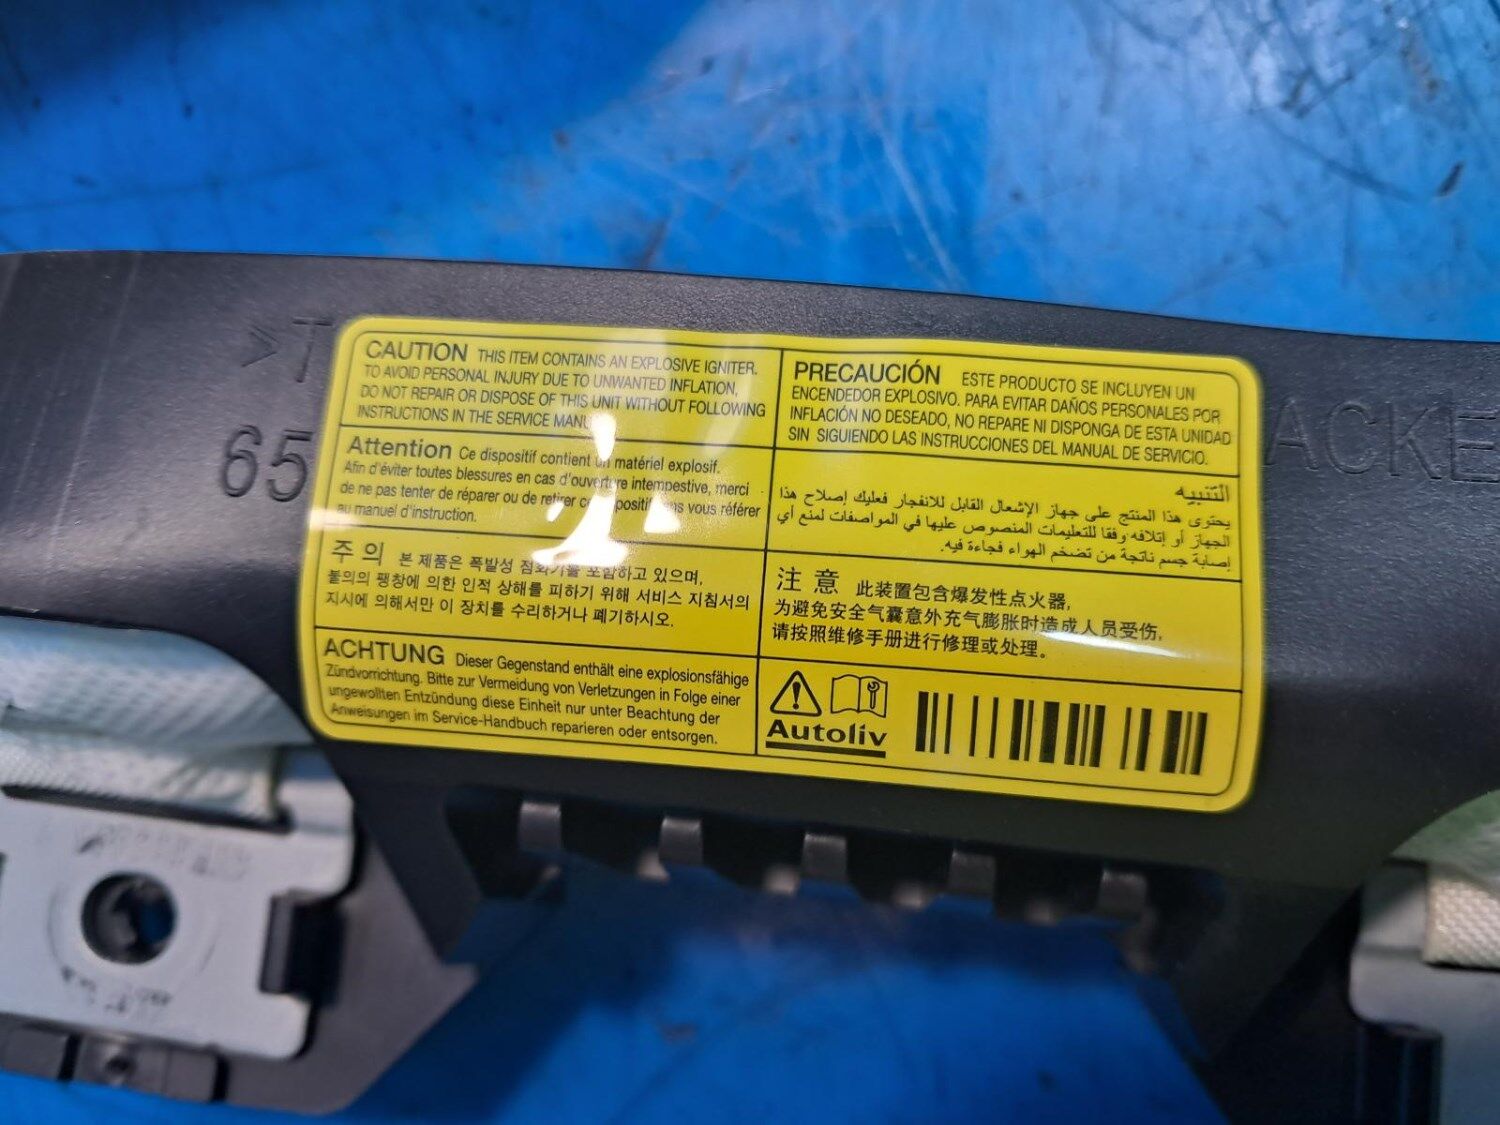 >T
65
ACKE
CAUTION THIS ITEM CONTAINS AN EXPLOSIVE IGNITER.
TO AVOID PERSONAL INJURY DUE TO UNWANTED INFLATION,
DO NOT REPAIR OR DISPOSE OF THIS UNIT WITHOUT FOLLOWING
INSTRUCTIONS IN THE SERVICE
Attention Ce dispositif contient un matériel explosif.
Afin d'éviter toutes blessures en cas d'ouverture intempestive, merci
de ne pas tenter de réparer ou de retirer vous référer
au manuel d'instruction.
주 의 본 제품은 폭발성 점화기를 포함하고 있으며,
불의의 팽창에 의한 인적 상해를 피하기 위해 서비스 지침서의
지시에 의해서만 이 장치를 수리하거나 폐기하시오.
ACHTUNG Dieser Gegenstand enthält eine explosionsfähige
Zündvorrichtung. Bitte zur Vermeidung von Verletzungen in Folge einer
ungewollten Entzündung diese Einheit nur unter Beachtung der
Anweisungen im Service-Handbuch reparieren oder entsorgen.
PRECAUCIÓN ESTE PRODUCTO SE INCLUYEN UN
ENCENDEDOR EXPLOSIVO. PARA EVITAR DAÑOS PERSONALES POR
INFLACIÓN NO DESEADO, NO REPARE NI DISPONGA DE ESTA UNIDAD
SIN SIGUIENDO LAS INSTRUCCIONES DEL MANUAL DE SERVICIO.
التنبيه
يحتوى هذا المنتج على جهاز الإشعال القابل للانفجار فعليك إصلاح هذا
الجهاز أو إتلافه وفقا للتعليمات المنصوص عليها في المواصفات لمنع أي
إصابة جسم ناتجة من تضخم الهواء فجاءة فيه.
注 意 此装置包含爆发性点火器,
为避免安全气囊意外充气膨胀时造成人员受伤,
请按照维修手册进行修理或处理。
Autoliv